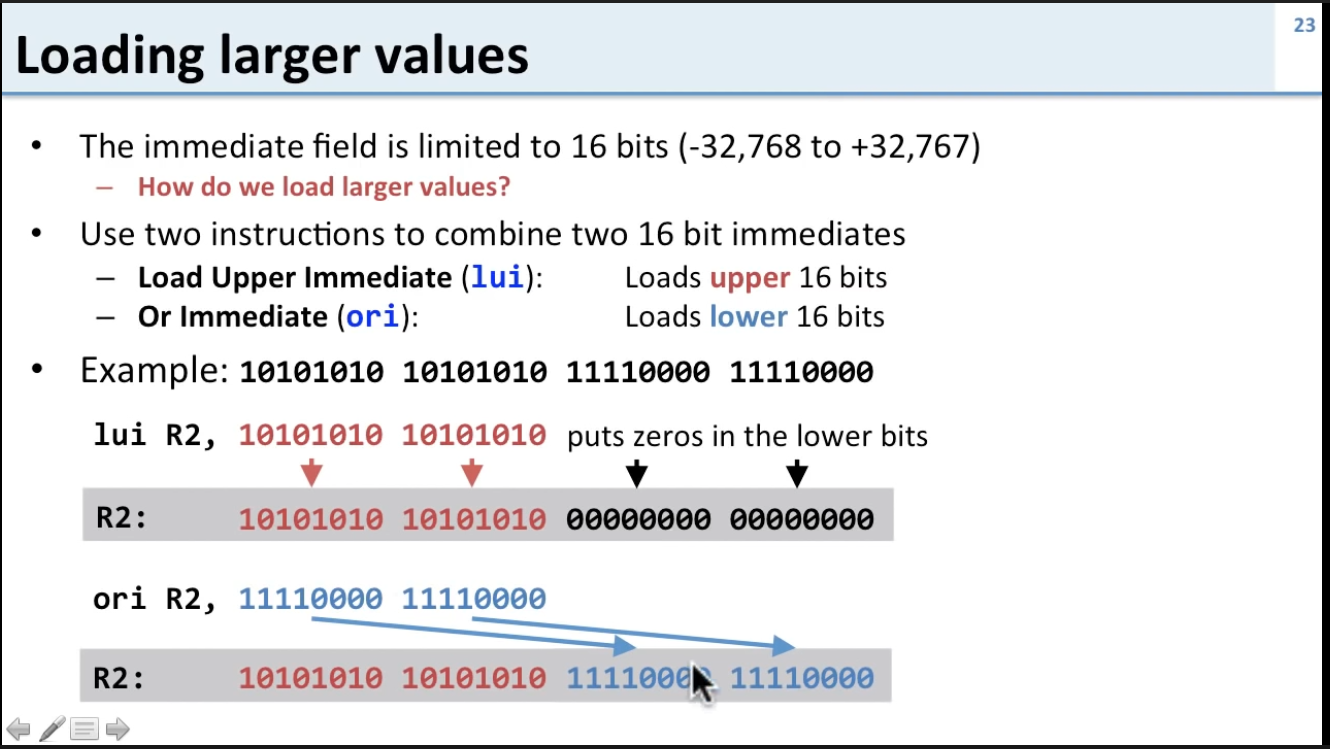 23
Loading larger values
• The immediate field is limited to 16 bits (-32,768 to +32,767)
– How do we load larger values?
• Use two instructions to combine two 16 bit immediates
– Load Upper Immediate (lui): Loads upper 16 bits
– Or Immediate (ori): Loads lower 16 bits
• Example: 10101010 10101010 11110000 11110000
lui R2, 10101010 10101010 puts zeros in the lower bits
R2: 10101010 10101010 00000000 00000000
ori R2, 11110000 11110000
R2: 10101010 10101010 11110000 11110000